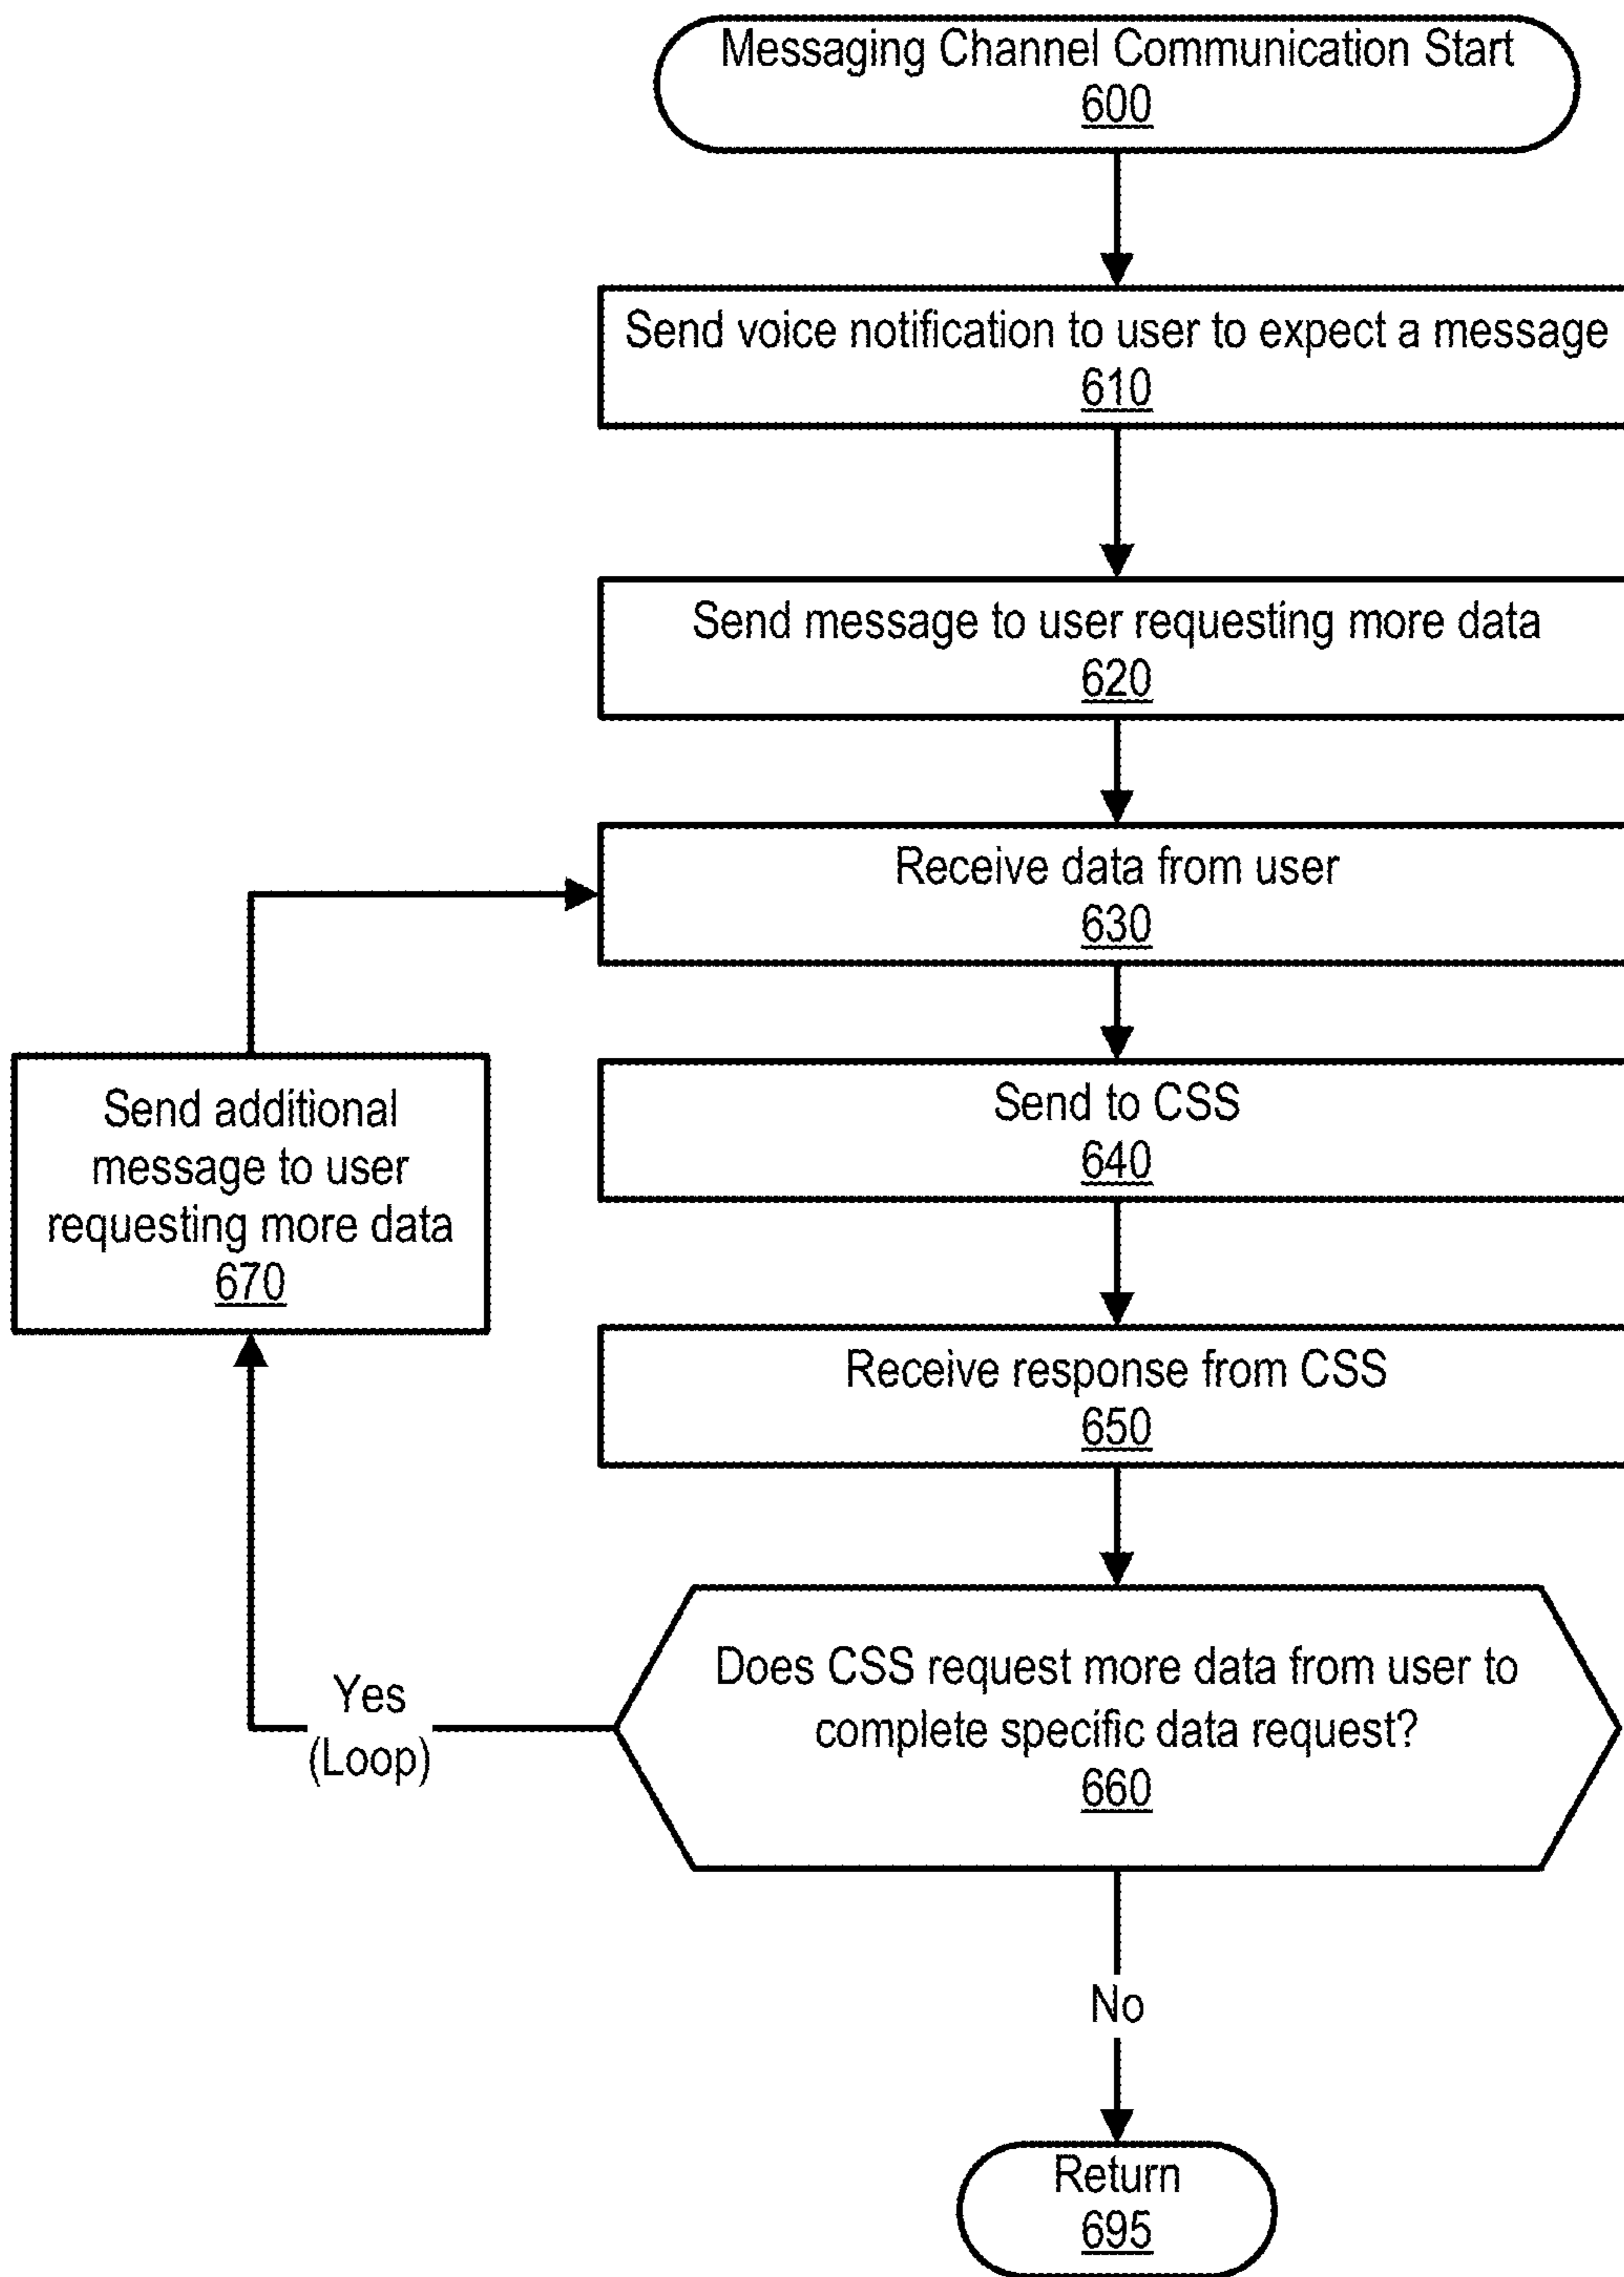 Messaging Channel Communication Start
600
Send voice notification to user to expect a message
610
Send message to user requesting more data
620
Receive data from user
630
Send to CSS
640
Send additional
message to user
requesting more data
670
Receive response from CSS
650
Does CSS request more data from user to
complete specific data request?
660
Yes
(Loop)
No
Return
695